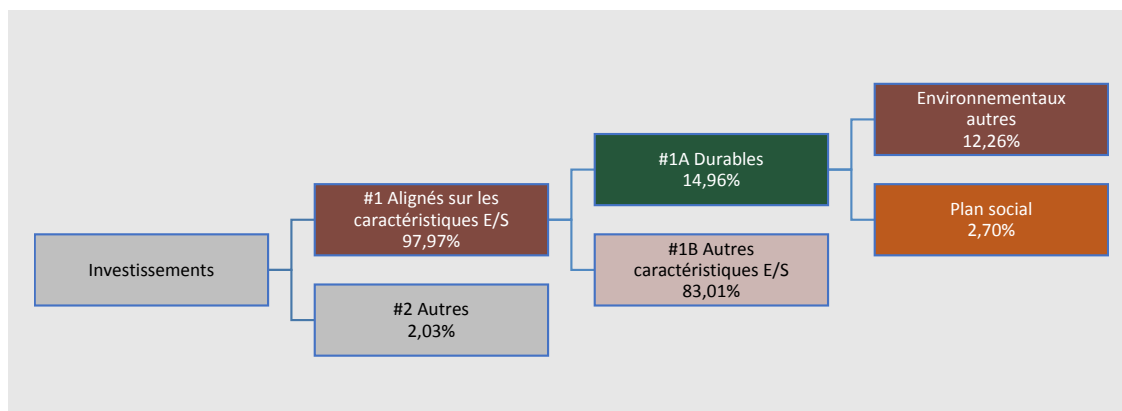 Investissements
#1 Alignés sur les
caractéristiques E/S
97,97%
#2 Autres
2,03%
#1A Durables
14,96%
#1B Autres
caractéristiques E/S
83,01%
Environnementaux
autres
12,26%
Plan social
2,70%